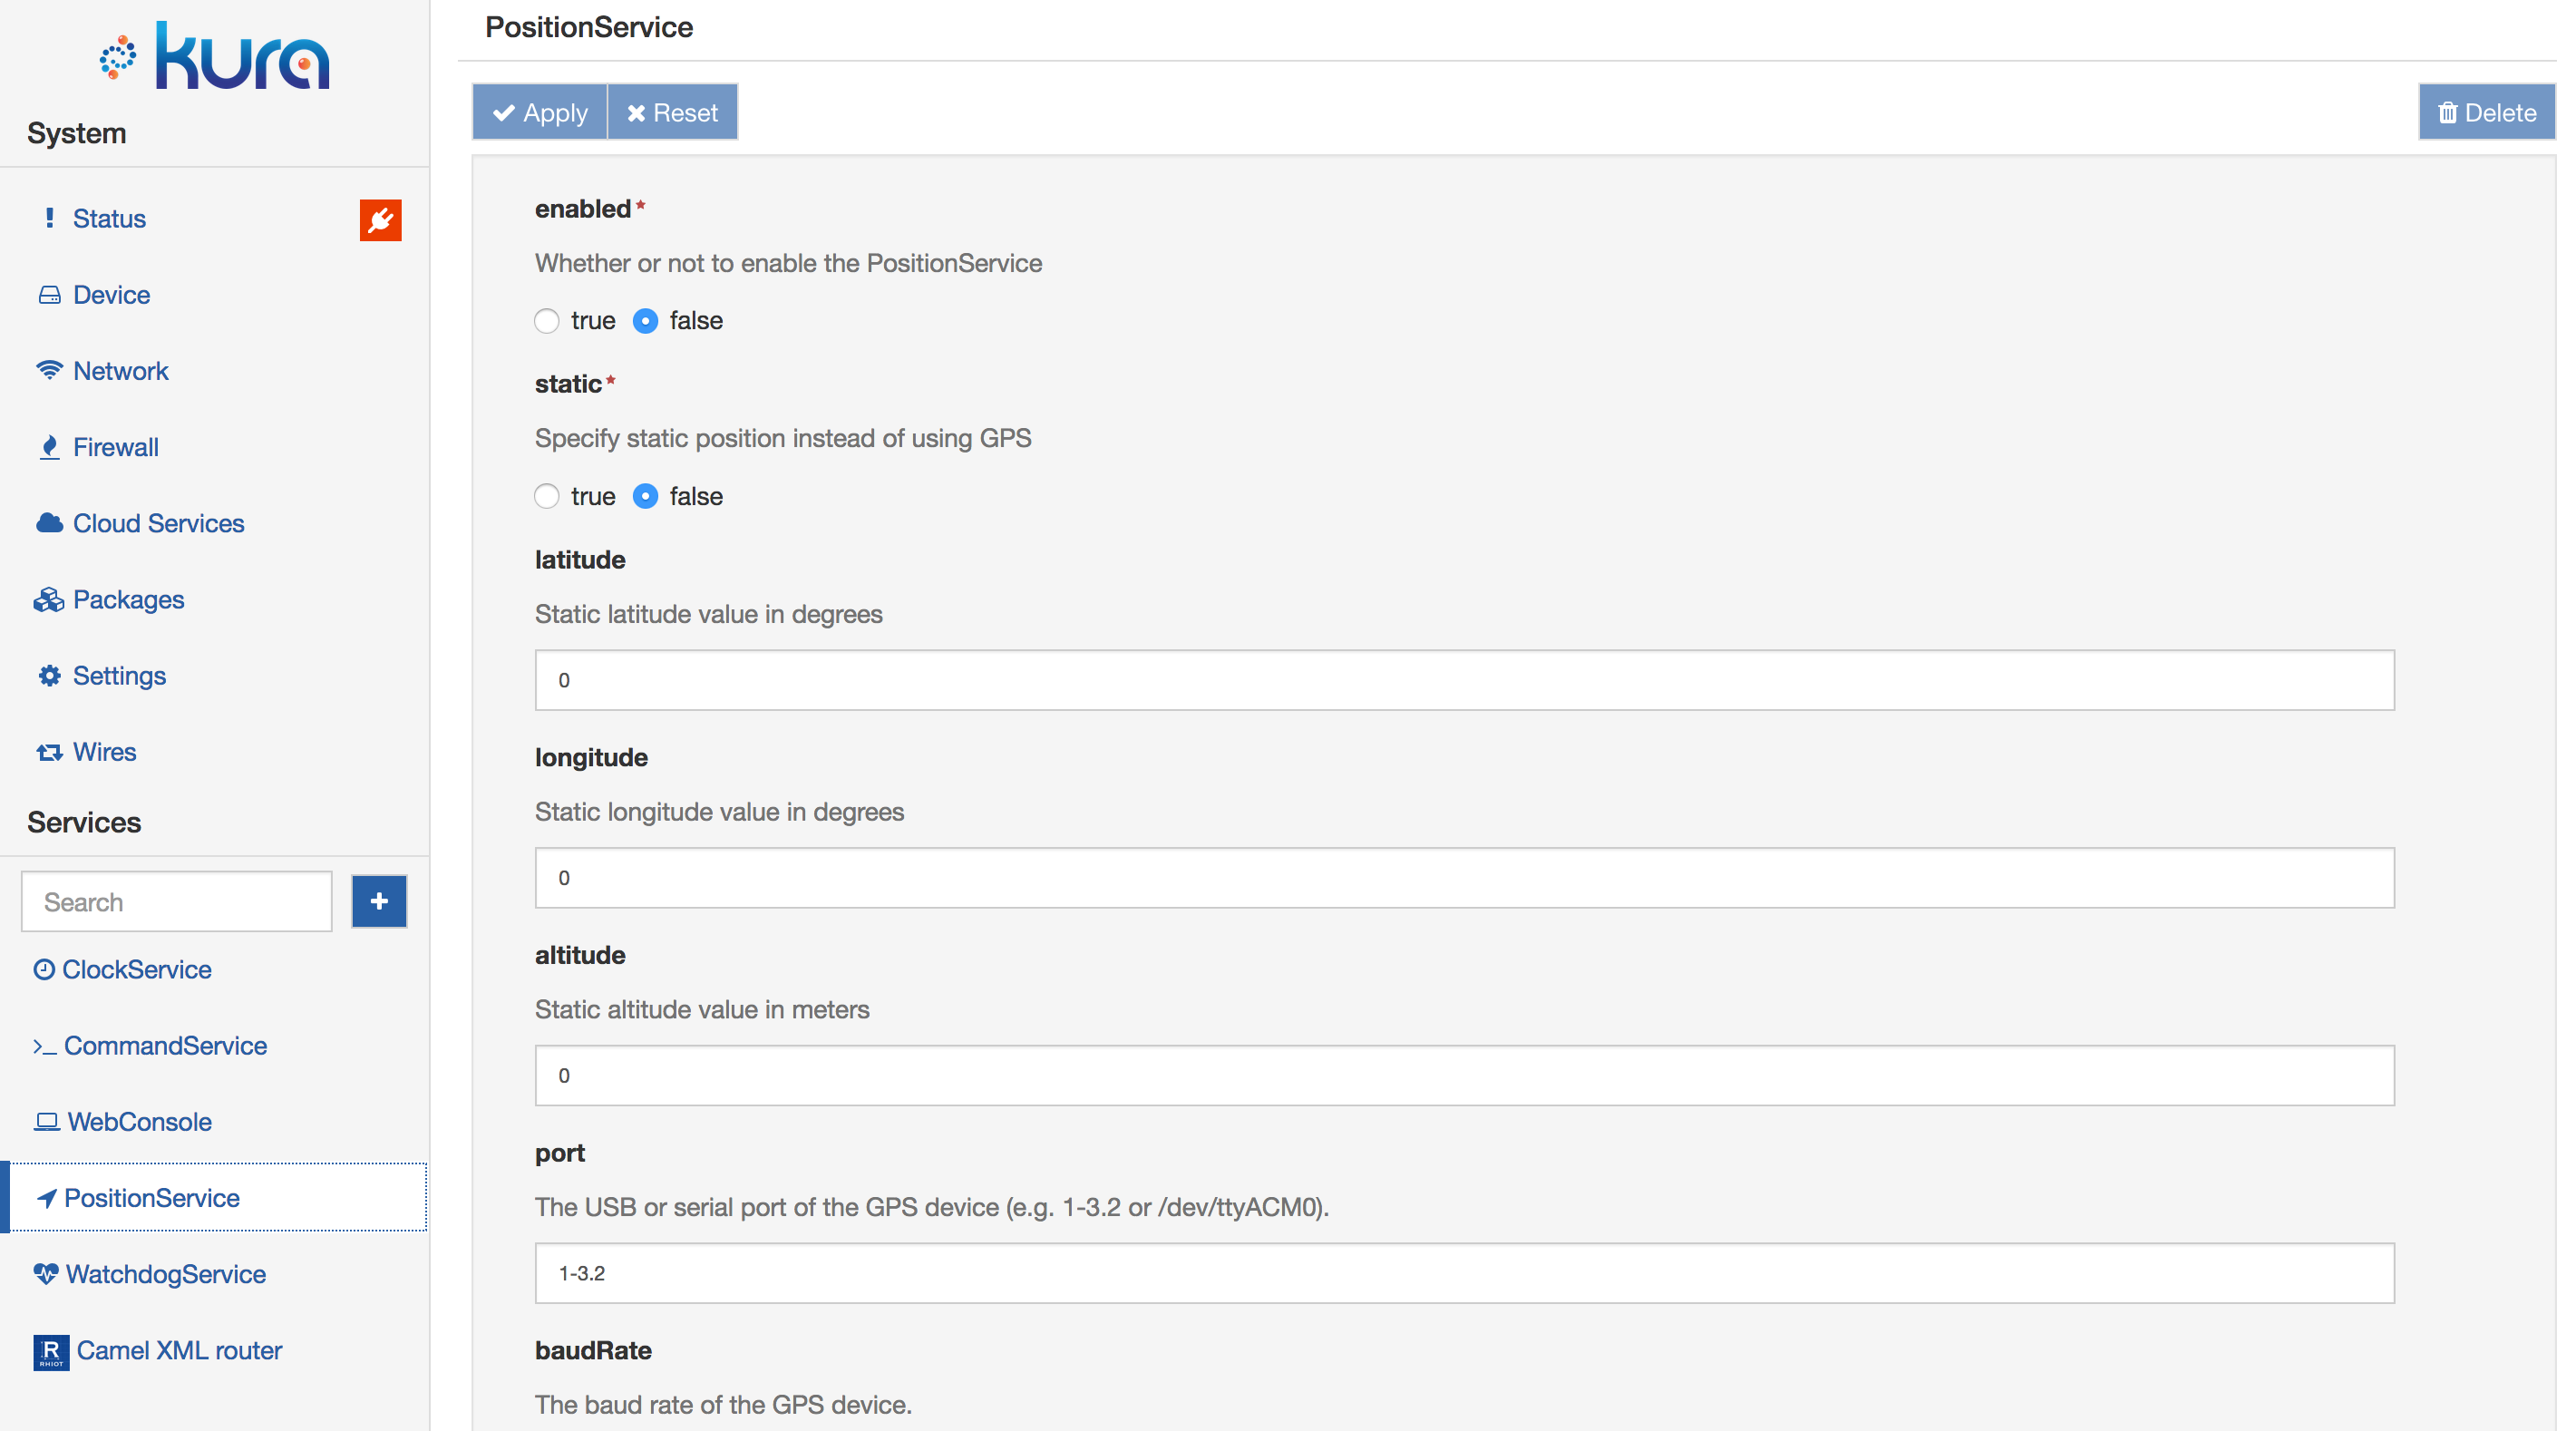 kura
System
Status
Device
Network
Firewall
Cloud Services
Packages
Settings
Wires
Services
Search
ClockService
CommandService
WebConsole
PositionService
WatchdogService
R
RHIOT
Camel XML router
PositionService
Apply
Reset
Delete
enabled*
Whether or not to enable the PositionService
true false
static*
Specify static position instead of using GPS
true false
latitude
Static latitude value in degrees
0
longitude
Static longitude value in degrees
0
altitude
Static altitude value in meters
0
port
The USB or serial port of the GPS device (e.g. 1-3.2 or /dev/ttyACM0).
1-3.2
baudRate
The baud rate of the GPS device.